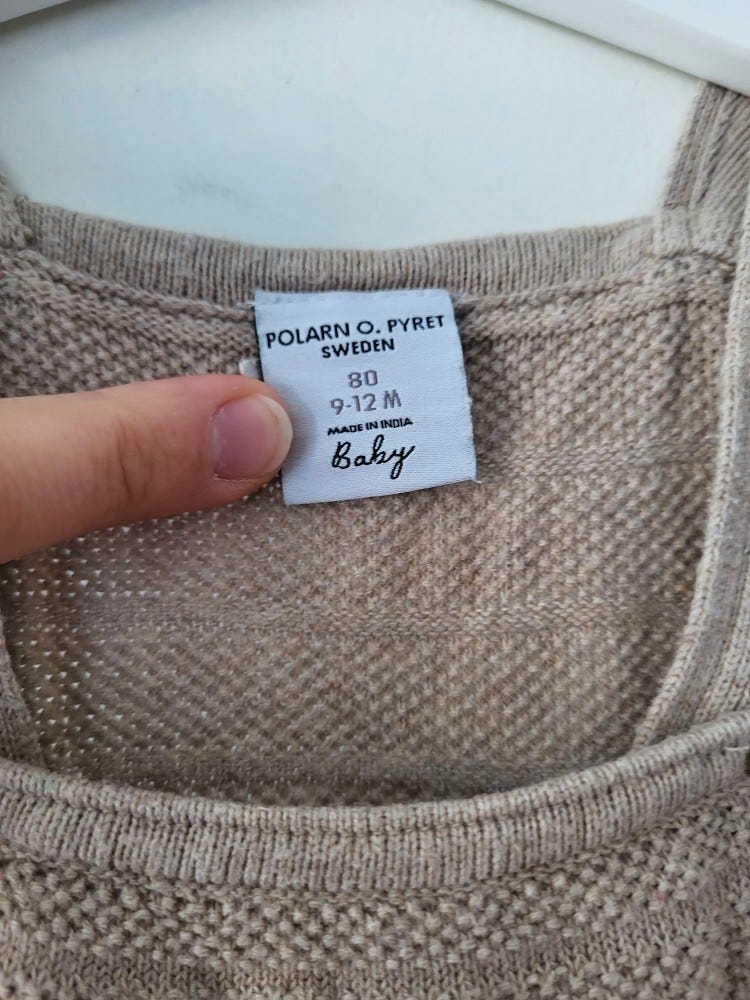 POLARN O. PYRET
SWEDEN
80
9-12 M
MADE IN INDIA
Baby